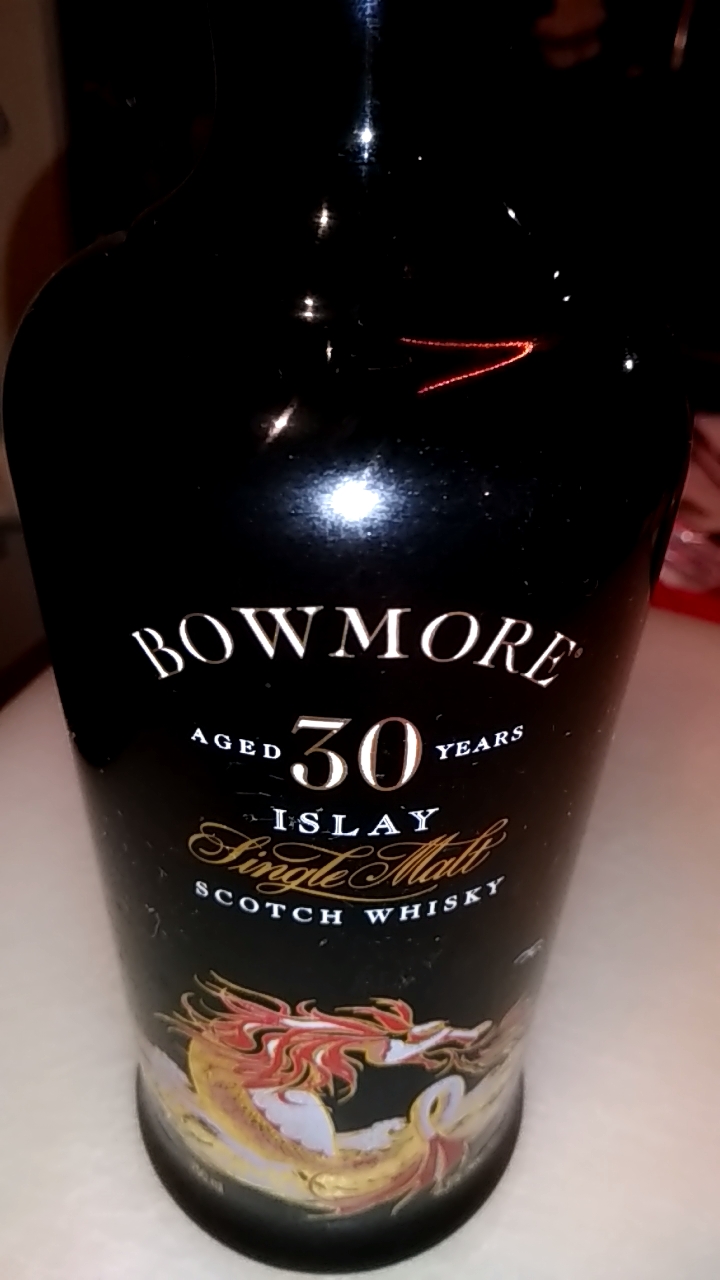 BOWMORE®
AGED 30 YEARS
ISLAY
Single Malt
SCOTCH WHISKY